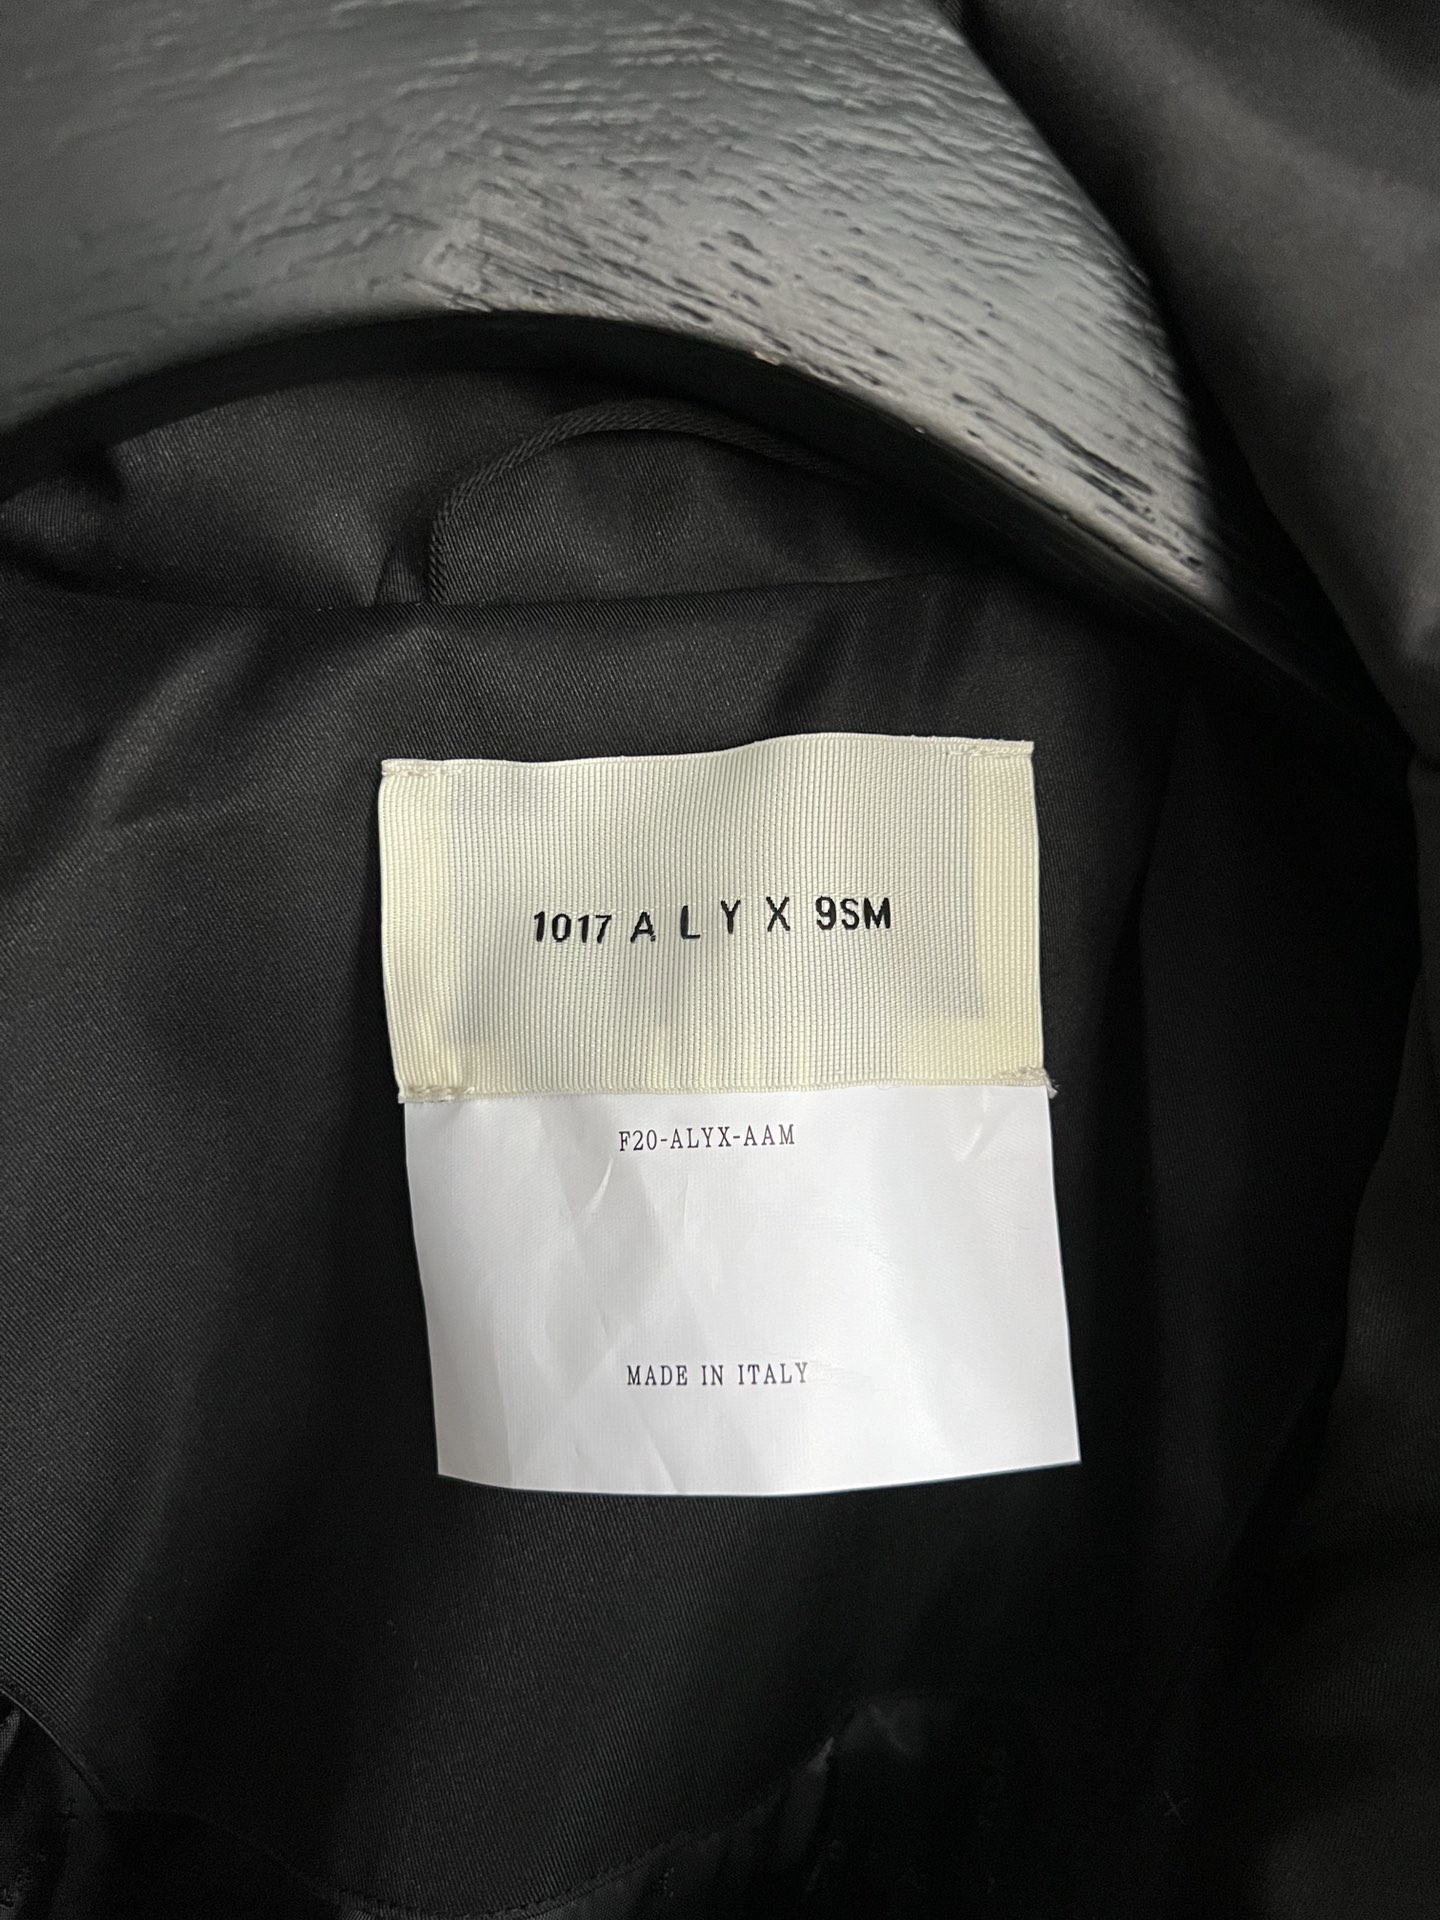 1017 A L Y X 9SM
F20-ALYX-AAM
MADE IN ITALY